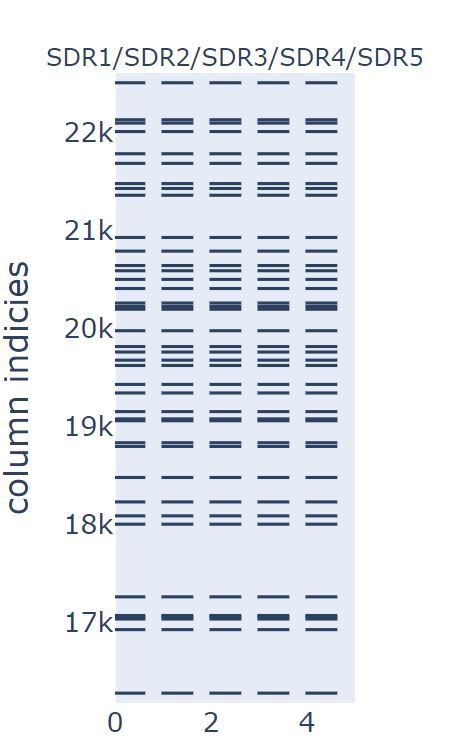 SDR1/SDR2/SDR3/SDR4/SDR5
22k
21k
20k
19k
18k
17k
column indicies
0 2 4